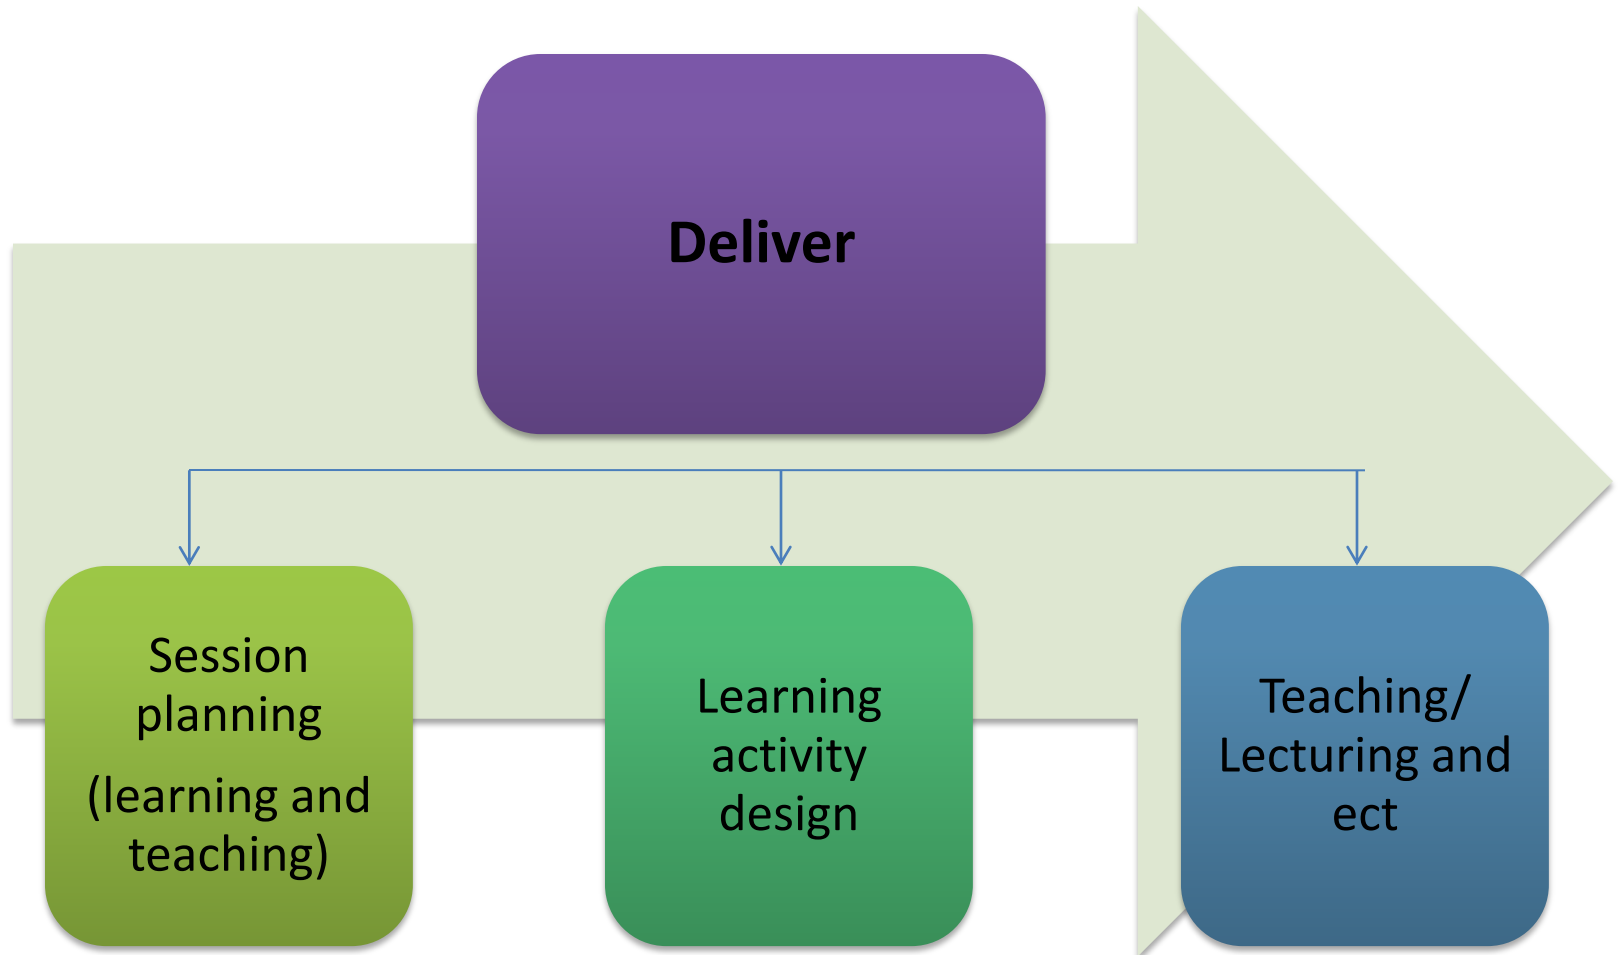 Deliver
Session
planning
(learning and
teaching)
Learning
activity
design
Teaching/
Lecturing and
ect